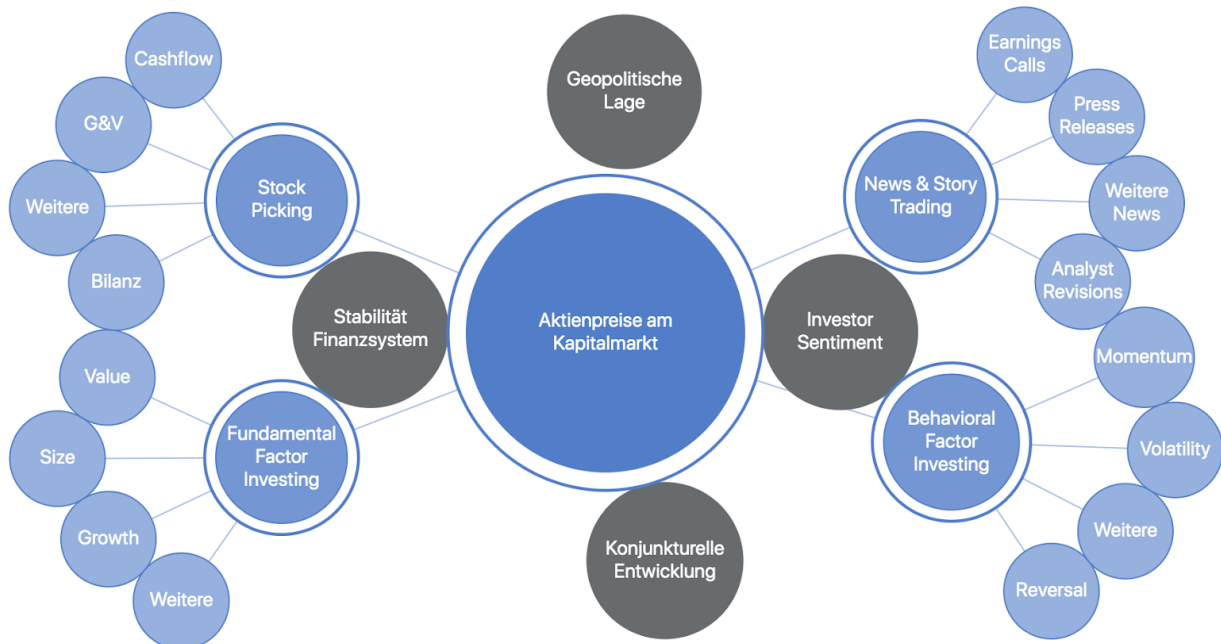 Cashflow
G&V
Weitere
Bilanz
Stock
Picking
Value
Size
Growth
Weitere
Fundamental
Factor
Investing
Stabilität
Finanzsystem
Geopolitische
Lage
Aktienpreise am
Kapitalmarkt
Konjunkturelle
Entwicklung
Investor
Sentiment
News & Story
Trading
Earnings
Calls
Press
Releases
Weitere
News
Analyst
Revisions
Behavioral
Factor
Investing
Momentum
Volatility
Weitere
Reversal